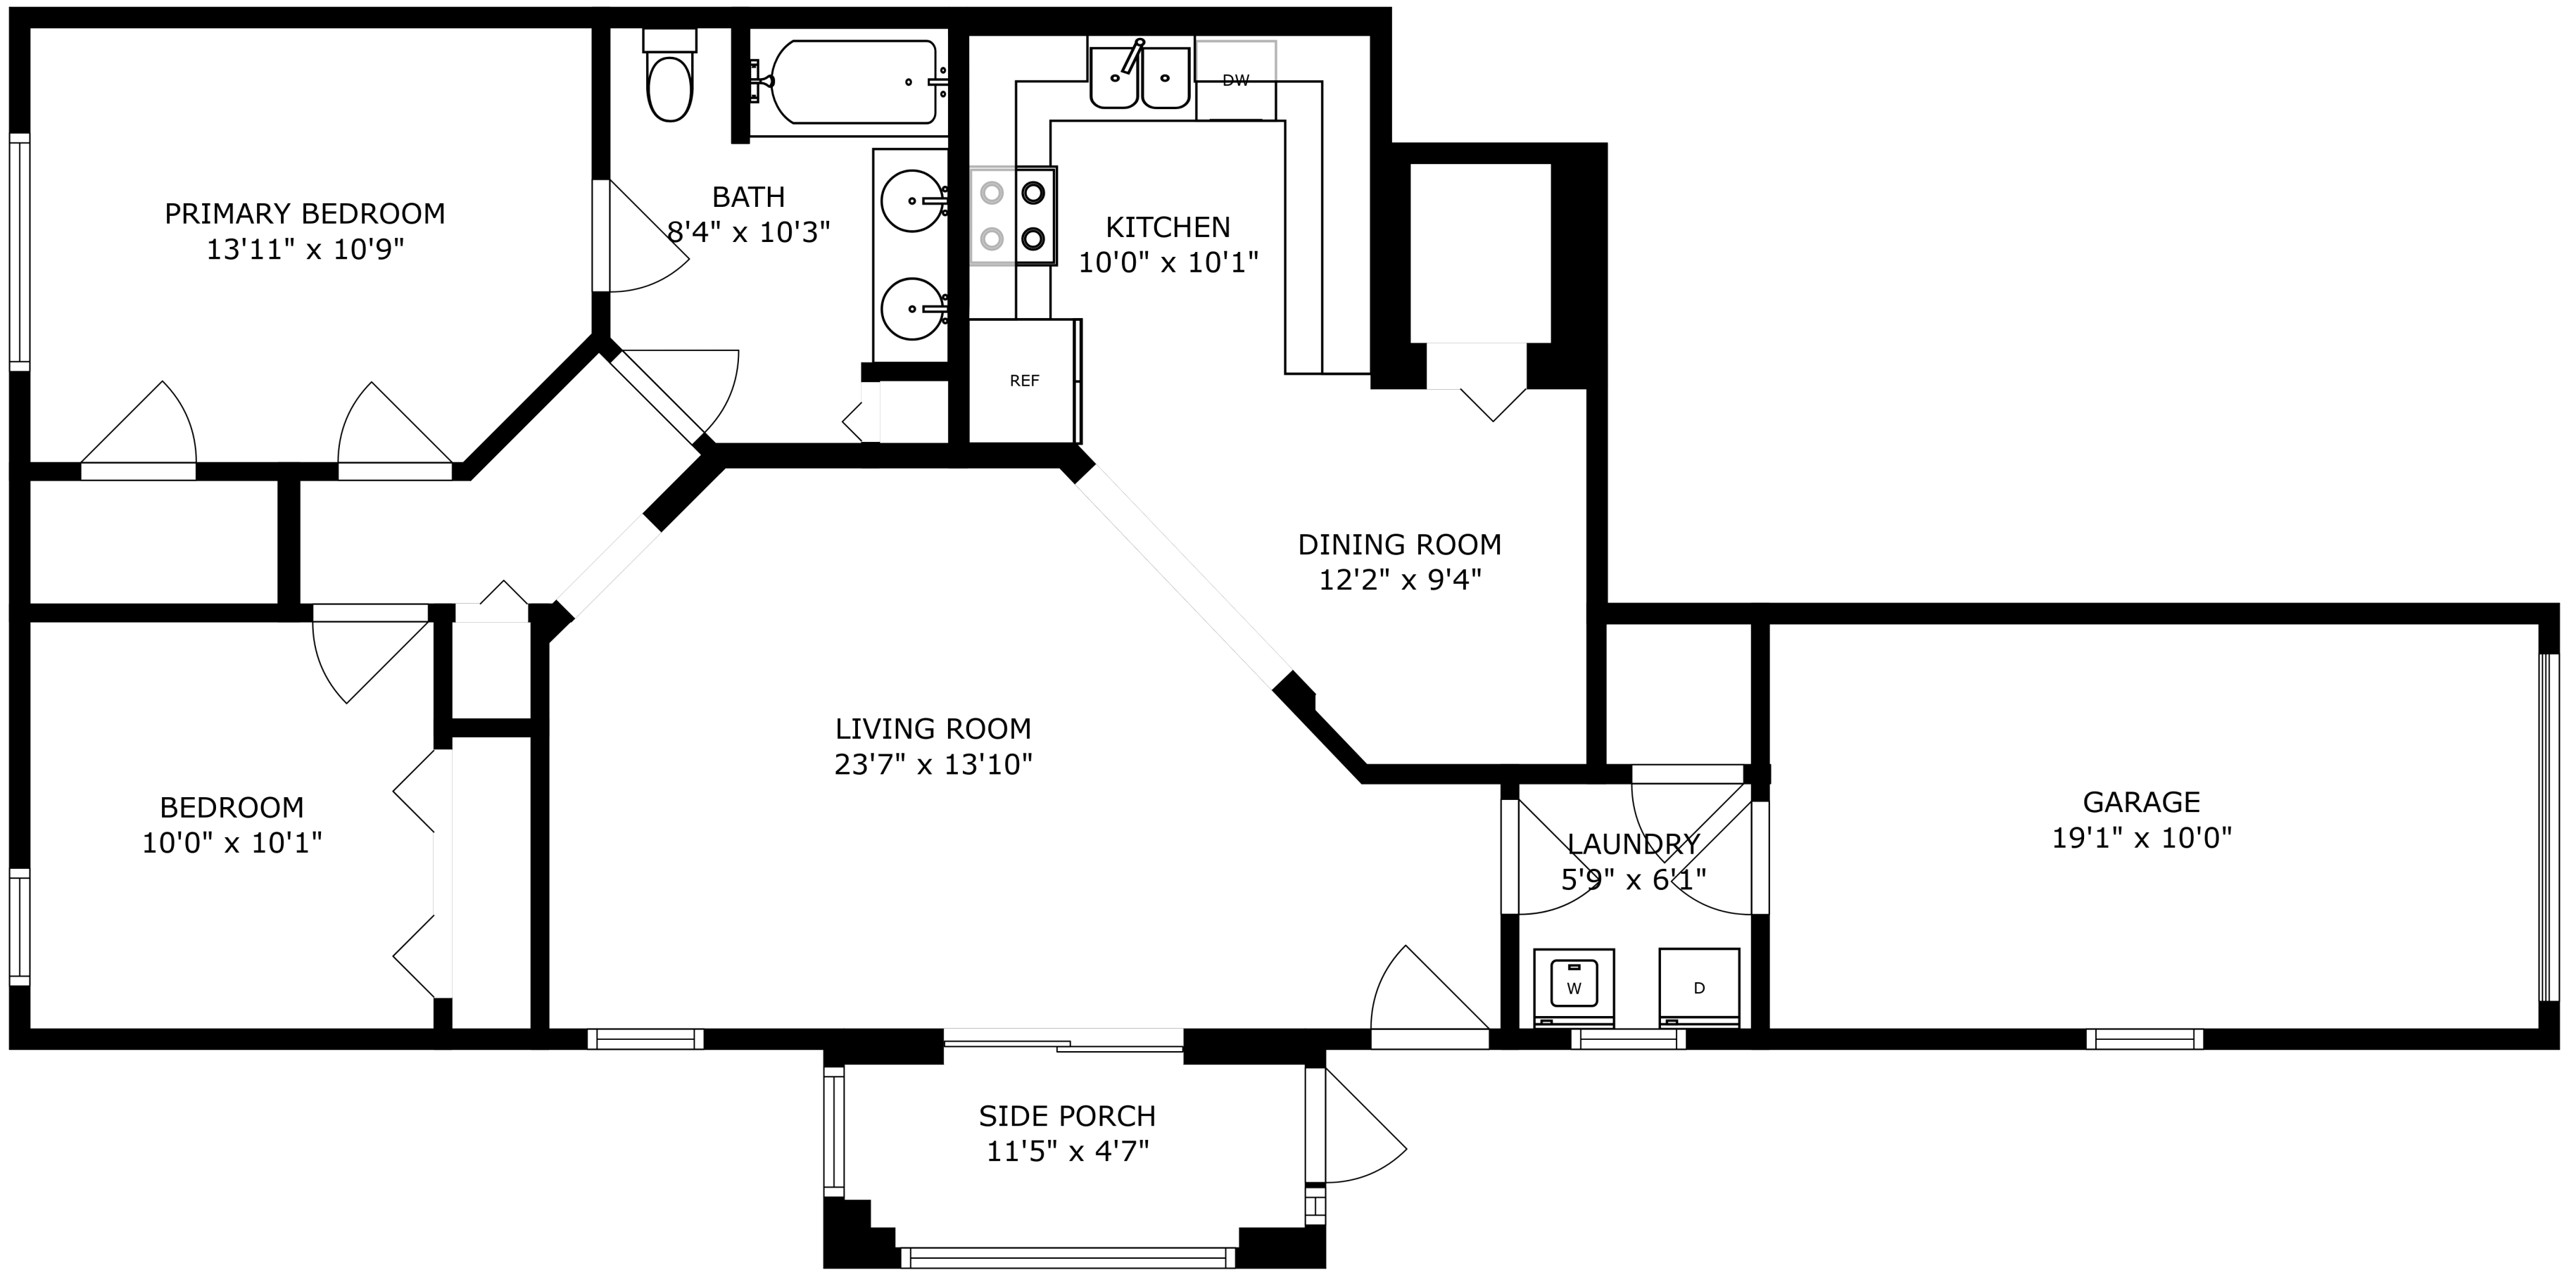 PRIMARY BEDROOM
13'11" x 10'9"
BATH
8'4" x 10'3"
DW
KITCHEN
10'0" x 10'1"
REF
DINING ROOM
12'2" x 9'4"
LIVING ROOM
23'7" x 13'10"
BEDROOM
10'0" x 10'1"
LAUNDRY
5'9" x 6'1"
W
D
GARAGE
19'1" x 10'0"
SIDE PORCH
11'5" x 4'7"